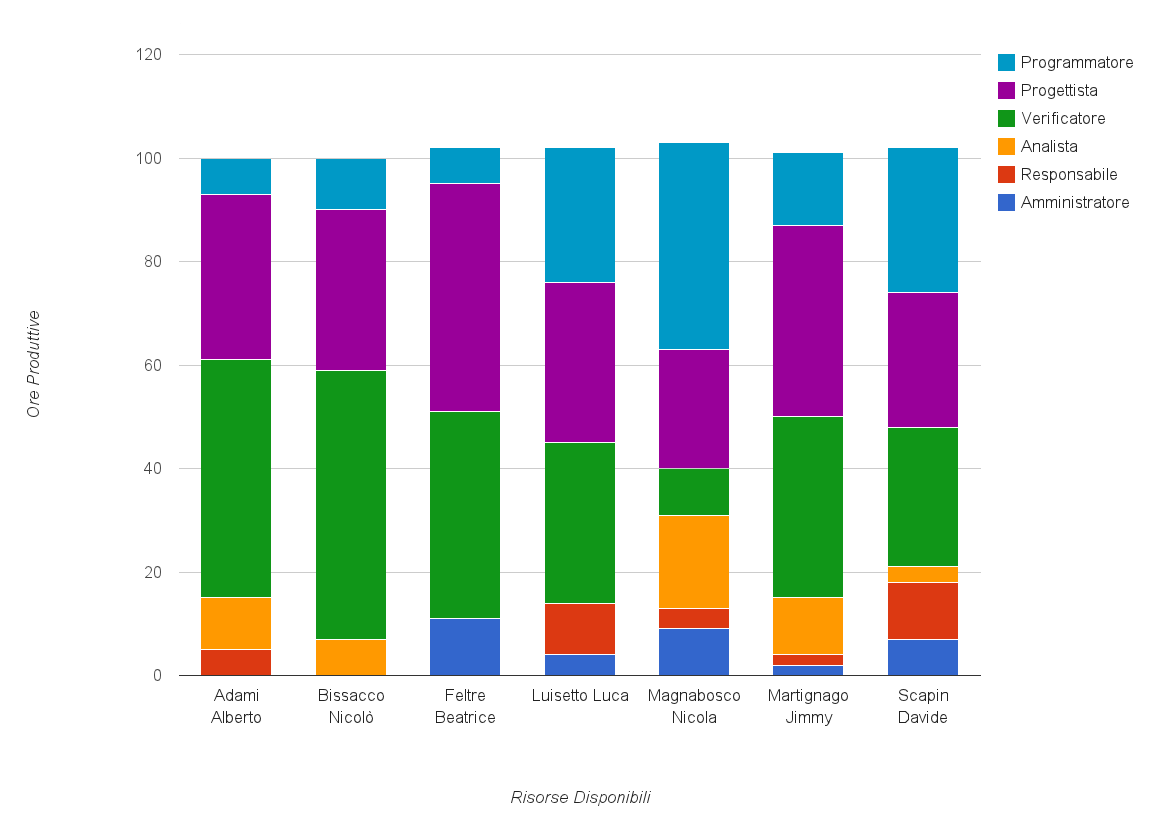 120
100
80
60
40
20
0
Ore Produttive
Programmatore
Progettista
Verificatore
Analista
Responsabile
Amministratore
Adami
Alberto
Bissacco
Nicolò
Feltre
Beatrice
Luisetto Luca
Magnabosco
Nicola
Martignago
Jimmy
Scapin
Davide
Risorse Disponibili